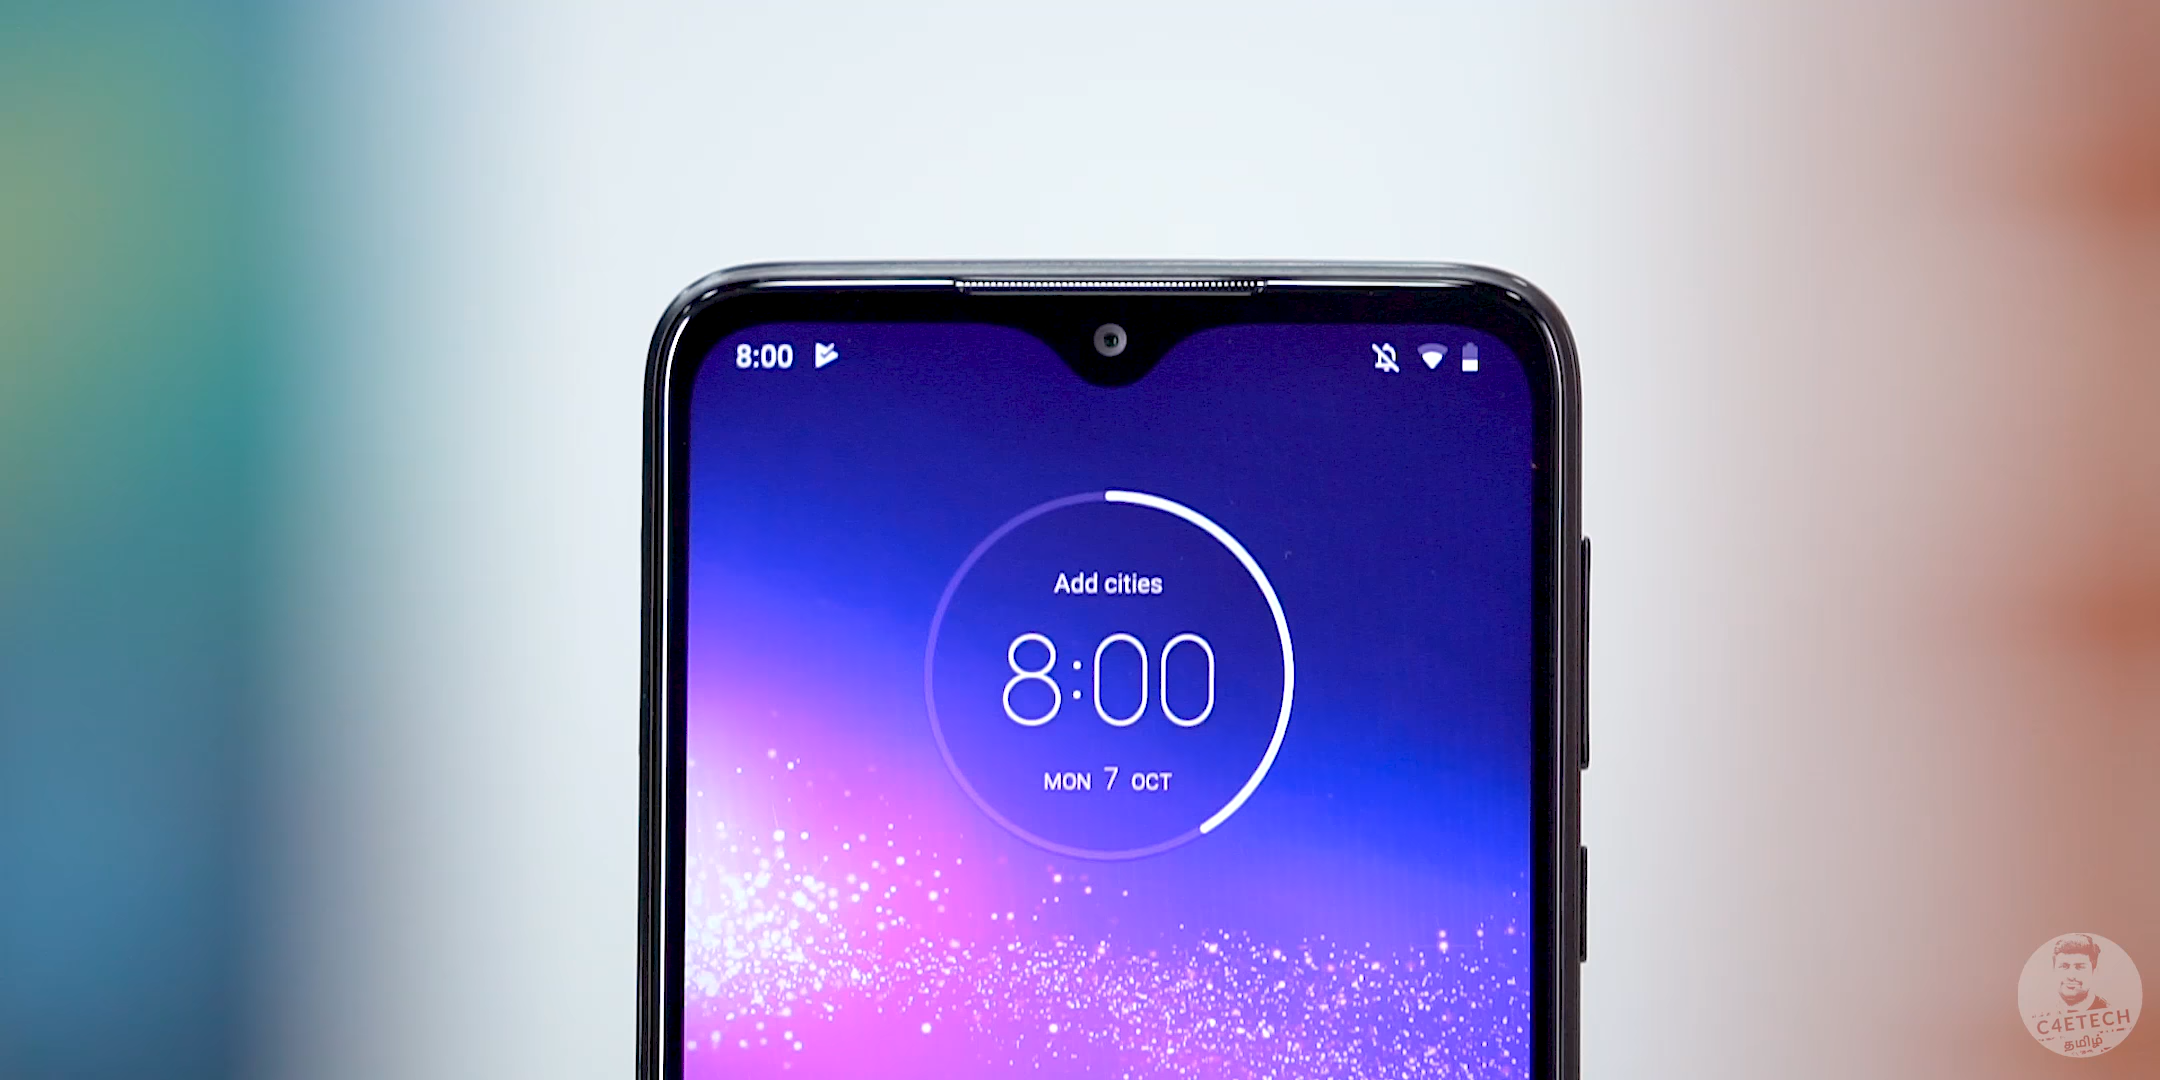 8:00
Add cities
8:00
MON 7 OCT
C4ETECH
தமிழ்